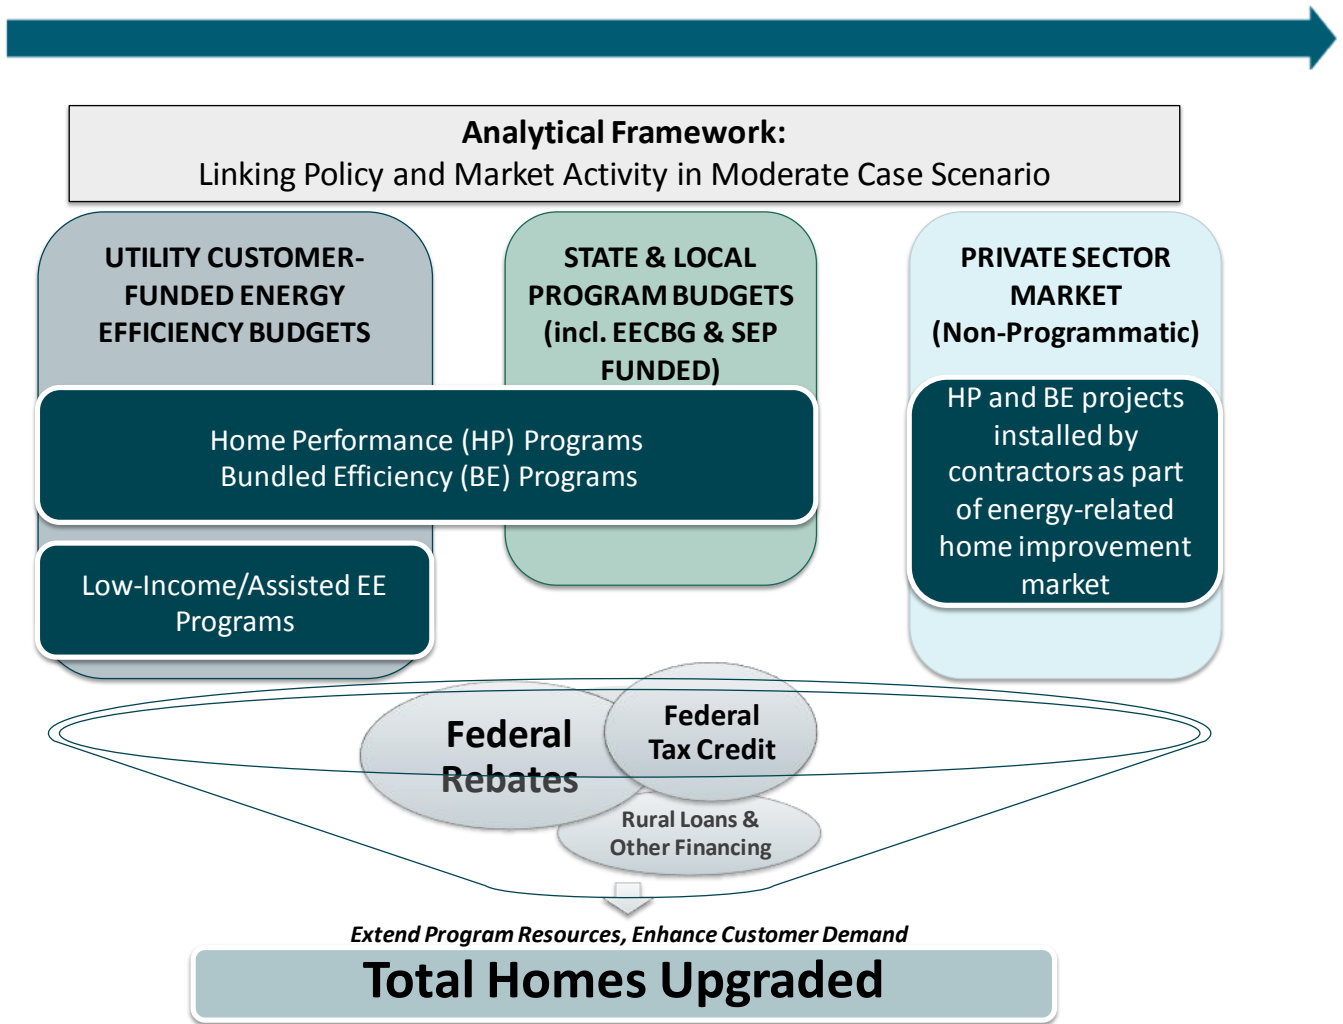 Analytical Framework:
Linking Policy and Market Activity in Moderate Case Scenario
UTILITY CUSTOMER-
FUNDED ENERGY
EFFICIENCY BUDGETS
STATE & LOCAL
PROGRAM BUDGETS
(incl. EECBG & SEP
FUNDED)
PRIVATE SECTOR
MARKET
(Non-Programmatic)
Home Performance (HP) Programs
Bundled Efficiency (BE) Programs
HP and BE projects
installed by
contractors as part
of energy-related
home improvement
market
Low-Income/Assisted EE
Programs
Federal
Rebates
Federal
Tax Credit
Rural Loans &
Other Financing
Extend Program Resources, Enhance Customer Demand
Total Homes Upgraded